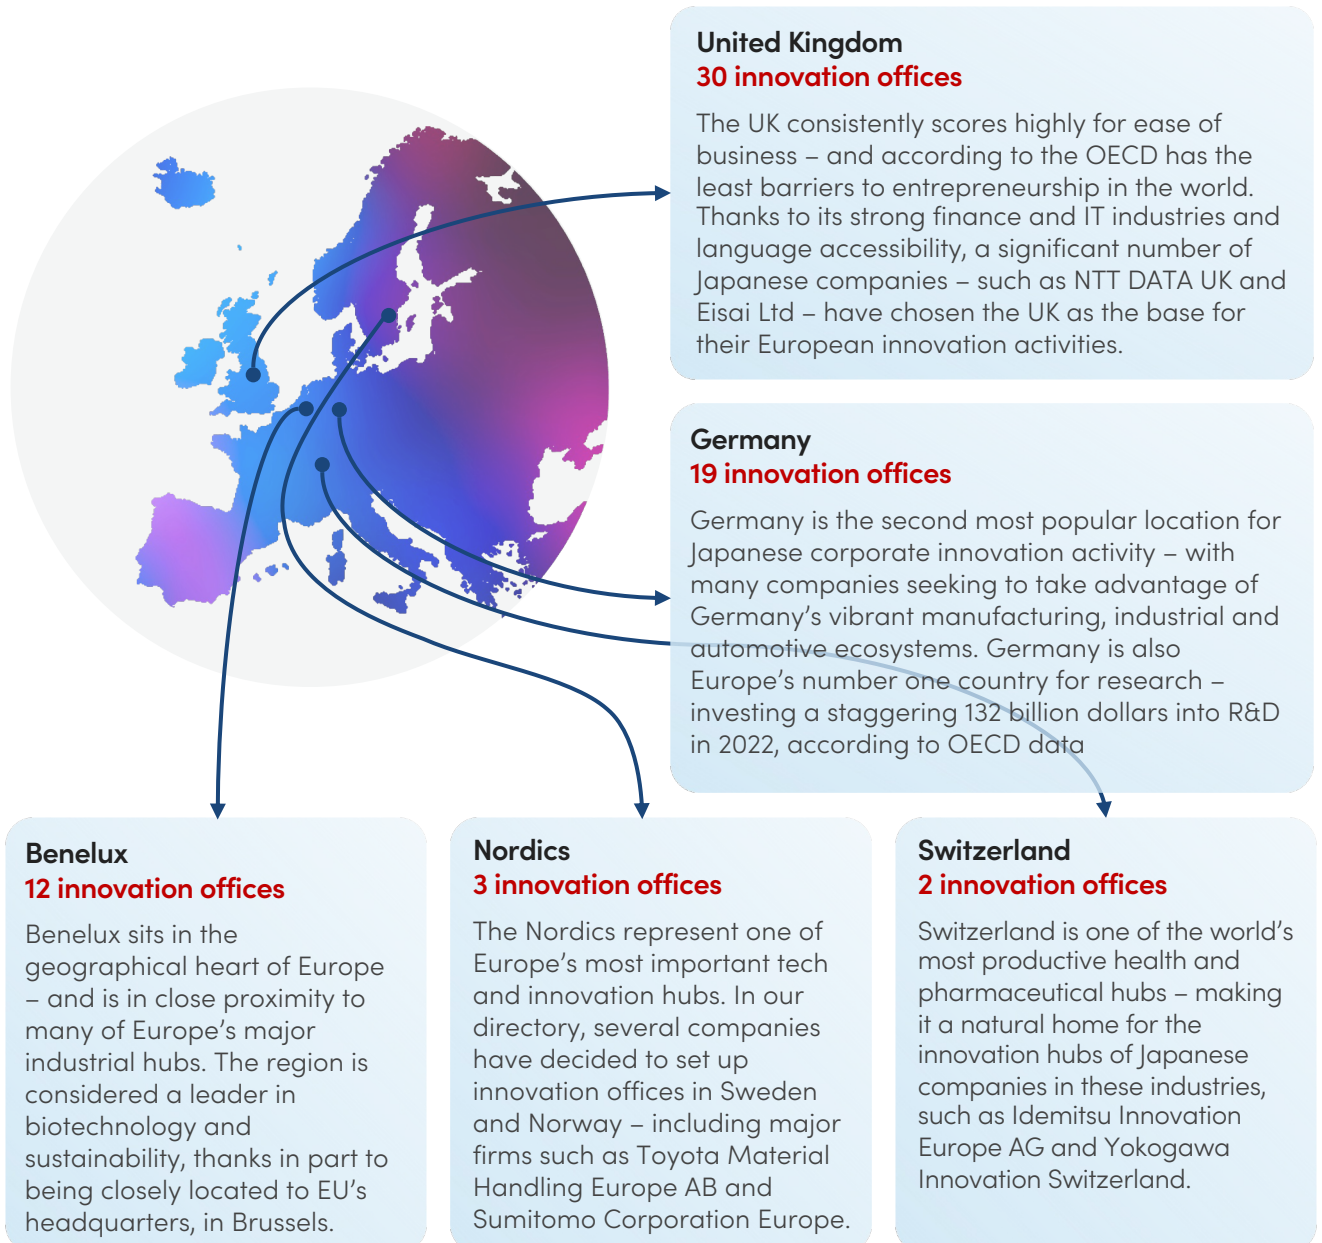 United Kingdom
30 innovation offices
The UK consistently scores highly for ease of
business – and according to the OECD has the
least barriers to entrepreneurship in the world.
Thanks to its strong finance and IT industries and
language accessibility, a significant number of
Japanese companies – such as NTT DATA UK and
Eisai Ltd – have chosen the UK as the base for
their European innovation activities.
Germany
19 innovation offices
Germany is the second most popular location for
Japanese corporate innovation activity – with
many companies seeking to take advantage of
Germany’s vibrant manufacturing, industrial and
automotive ecosystems. Germany is also
Europe’s number one country for research –
investing a staggering 132 billion dollars into R&D
in 2022, according to OECD data
Benelux
12 innovation offices
Benelux sits in the
geographical heart of Europe
– and is in close proximity to
many of Europe’s major
industrial hubs. The region is
considered a leader in
biotechnology and
sustainability, thanks in part to
being closely located to EU’s
headquarters, in Brussels.
Nordics
3 innovation offices
The Nordics represent one of
Europe’s most important tech
and innovation hubs. In our
directory, several companies
have decided to set up
innovation offices in Sweden
and Norway – including major
firms such as Toyota Material
Handling Europe AB and
Sumitomo Corporation Europe.
Switzerland
2 innovation offices
Switzerland is one of the world’s
most productive health and
pharmaceutical hubs – making
it a natural home for the
innovation hubs of Japanese
companies in these industries,
such as Idemitsu Innovation
Europe AG and Yokogawa
Innovation Switzerland.